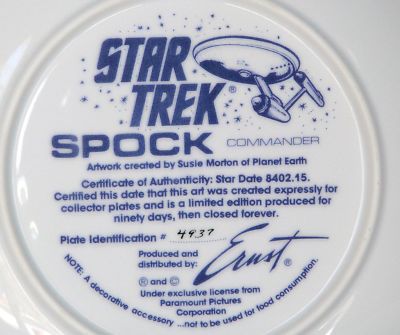 STAR
TREK®
SPOCK COMMANDER
Artwork created by Susie Morton of Planet Earth
Certificate of Authenticity: Star Date 8402.15.
Certified this date that this art was created expressly for
collector plates and is a limited edition produced for
ninety days, then closed forever.
Plate Identification # 4937
Produced and
distributed by: Ernst®
® and ©
Under exclusive license from
Paramount Pictures
Corporation
NOTE: A decorative accessory ...not to be used for food consumption.